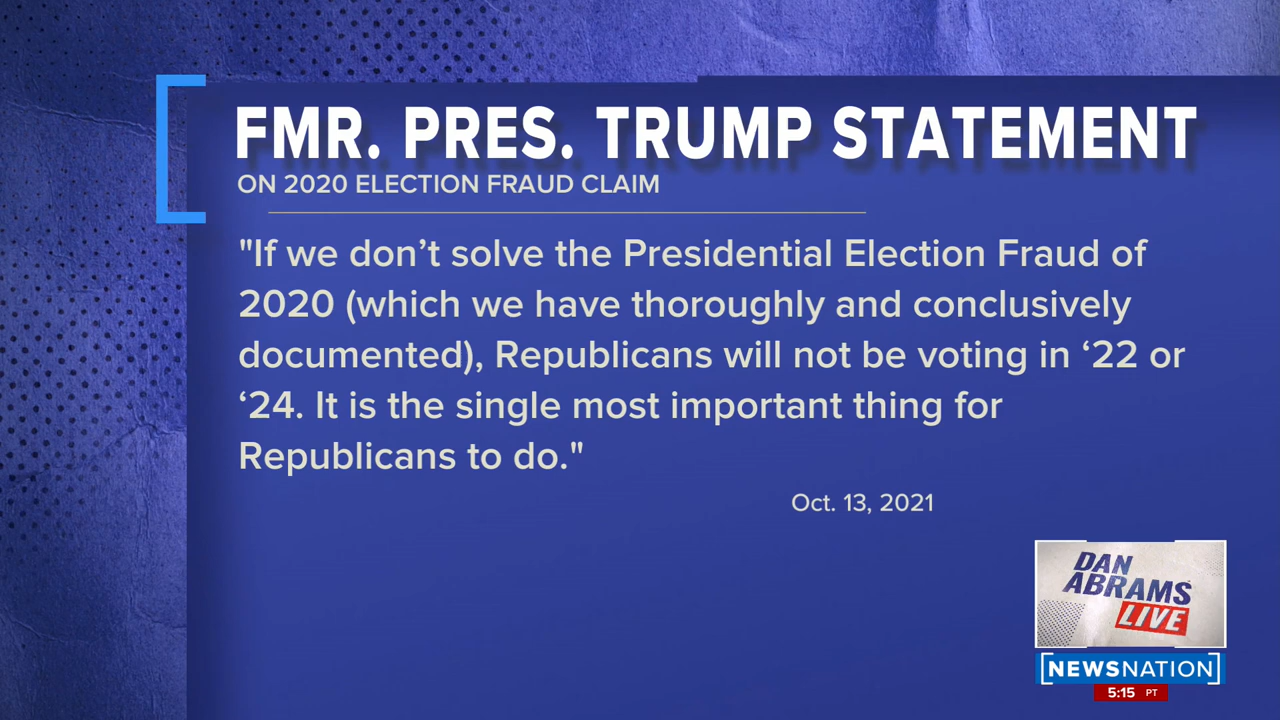 FMR. PRES. TRUMP STATEMENT
ON 2020 ELECTION FRAUD CLAIM
"If we don’t solve the Presidential Election Fraud of
2020 (which we have thoroughly and conclusively
documented), Republicans will not be voting in ‘22 or
‘24. It is the single most important thing for
Republicans to do."
Oct. 13, 2021
DAN
ABRAMS
LIVE
NEWSNATION
5:15 PT